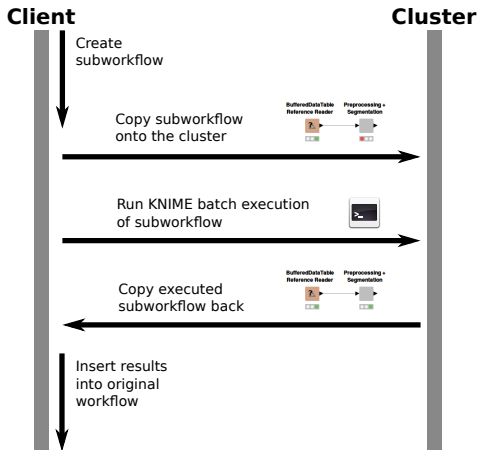 Client
Cluster
Create
subworkflow
Copy subworkflow
onto the cluster
BufferedDataTable
Reference Reader
Preprocessing +
Segmentation
?
Run KNIME batch execution
of subworkflow
>_
Copy executed
subworkflow back
BufferedDataTable
Reference Reader
Preprocessing +
Segmentation
?
Insert results
into original
workflow